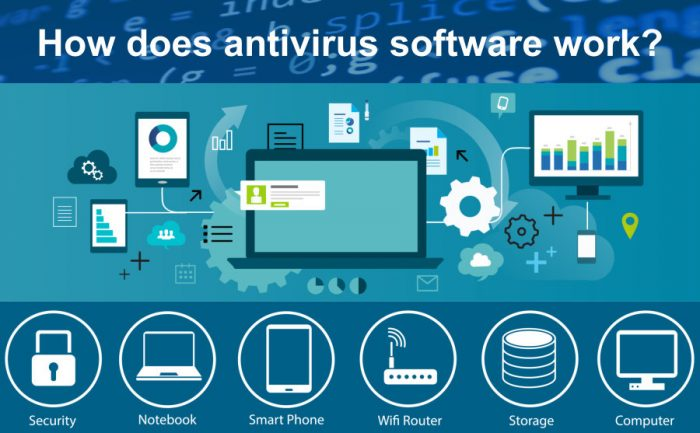 How does antivirus software work?
Security
Notebook
Smart Phone
Wifi Router
Storage
Computer